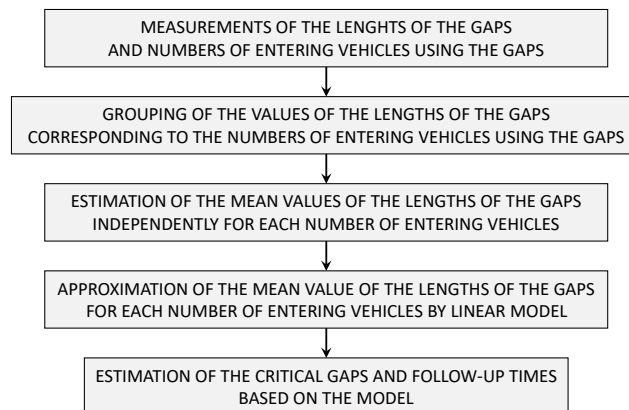 MEASUREMENTS OF THE LENGHTS OF THE GAPS
AND NUMBERS OF ENTERING VEHICLES USING THE GAPS
GROUPING OF THE VALUES OF THE LENGTHS OF THE GAPS
CORRESPONDING TO THE NUMBERS OF ENTERING VEHICLES USING THE GAPS
ESTIMATION OF THE MEAN VALUES OF THE LENGTHS OF THE GAPS
INDEPENDENTLY FOR EACH NUMBER OF ENTERING VEHICLES
APPROXIMATION OF THE MEAN VALUE OF THE LENGTHS OF THE GAPS
FOR EACH NUMBER OF ENTERING VEHICLES BY LINEAR MODEL
ESTIMATION OF THE CRITICAL GAPS AND FOLLOW-UP TIMES
BASED ON THE MODEL